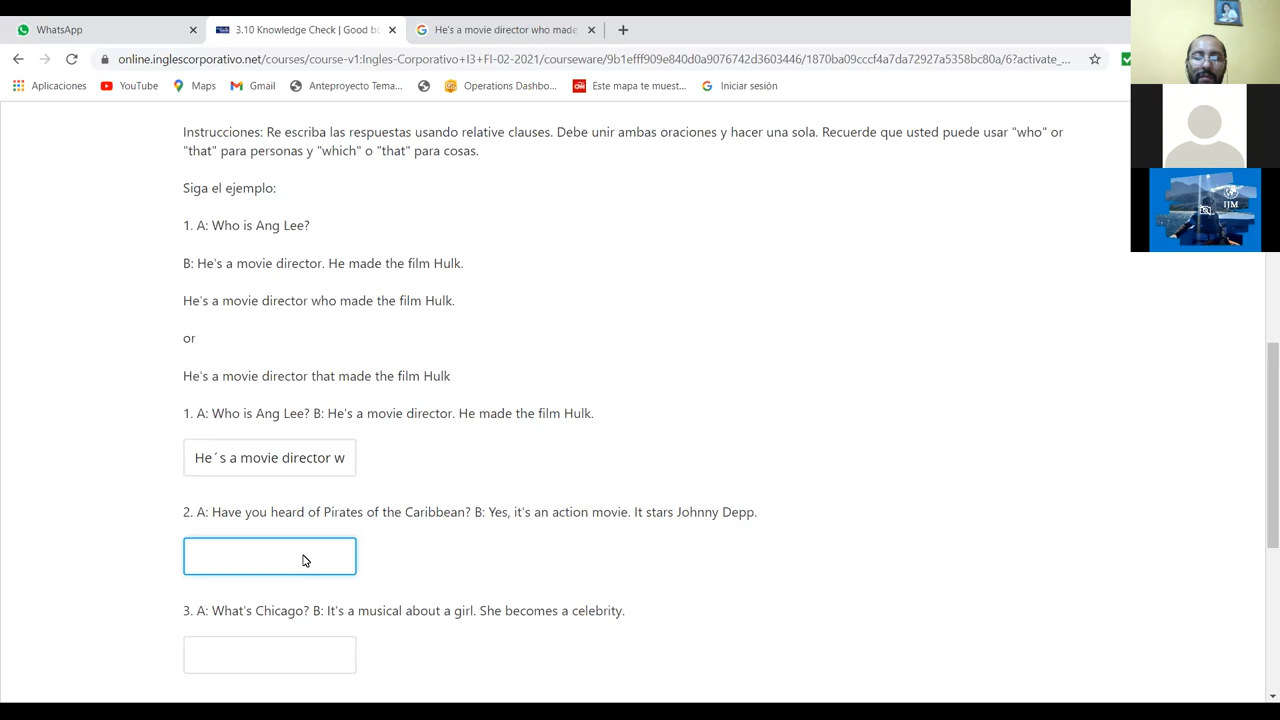 WhatsApp
3.10 Knowledge Check | Good bo
He's a movie director who made
online.inglescorporativo.net/courses/course-v1:Ingles-Corporativo+I3+FI-02-2021/courseware/9b1efff909e840d0a9076742d3603446/1870ba09cccf4a7da72927a5358bc80a/6?activate_...
Aplicaciones
YouTube
Maps
Gmail
Anteproyecto Tema...
Operations Dashbo...
Este mapa te muest...
Iniciar sesión
IJM
Instrucciones: Re escriba las respuestas usando relative clauses. Debe unir ambas oraciones y hacer una sola. Recuerde que usted puede usar "who" or
"that" para personas y "which" o "that" para cosas.
Siga el ejemplo:
1. A: Who is Ang Lee?
B: He's a movie director. He made the film Hulk.
He's a movie director who made the film Hulk.
or
He's a movie director that made the film Hulk
1. A: Who is Ang Lee? B: He's a movie director. He made the film Hulk.
He´s a movie director w
2. A: Have you heard of Pirates of the Caribbean? B: Yes, it's an action movie. It stars Johnny Depp.
3. A: What's Chicago? B: It's a musical about a girl. She becomes a celebrity.